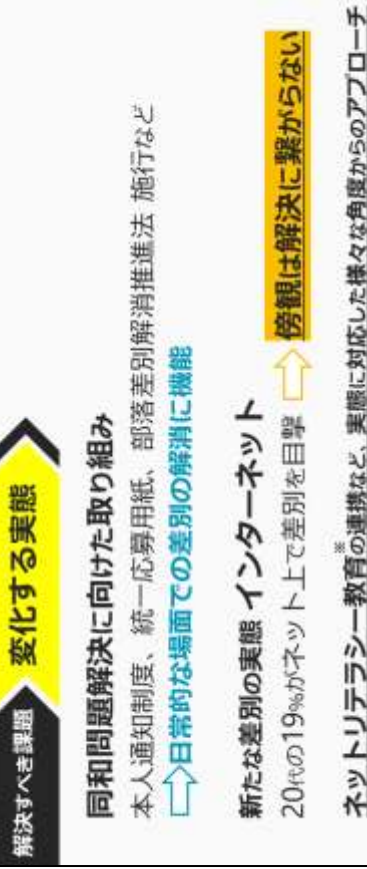 解決すべき課題 変化する実態
同和問題解決に向けた取り組み
本人通知制度、統一応募用紙、部落差別解消推進法 施行など
⇨日常的な場面での差別の解消に機能
新たな差別の実態 インターネット
20代の19%がネット上で差別を目撃 ⇨ 傍観は解決に繋がらない
ネットリテラシー教育※の連携など、実態に対応した様々な角度からのアプローチ